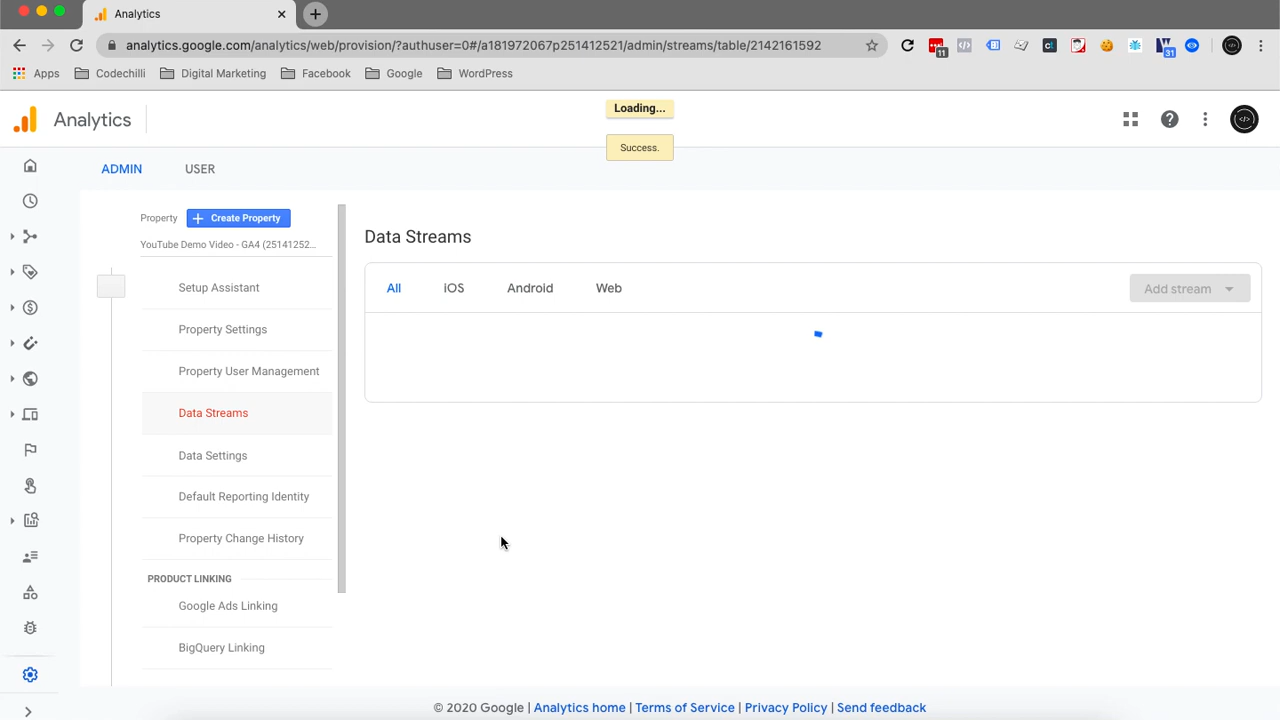 Analytics
analytics.google.com/analytics/web/provision/?authuser=0#/a181972067p251412521/admin/streams/table/2142161592
11
31
Apps
Codechilli
Digital Marketing
Facebook
Google
WordPress
Analytics
Loading...
Success.
ADMIN
USER
Property
Create Property
YouTube Demo Video - GA4 (25141252...
Setup Assistant
Property Settings
Property User Management
Data Streams
Data Settings
Default Reporting Identity
Property Change History
PRODUCT LINKING
Google Ads Linking
BigQuery Linking
Data Streams
All
iOS
Android
Web
Add stream
© 2020 Google | Analytics home | Terms of Service | Privacy Policy | Send feedback